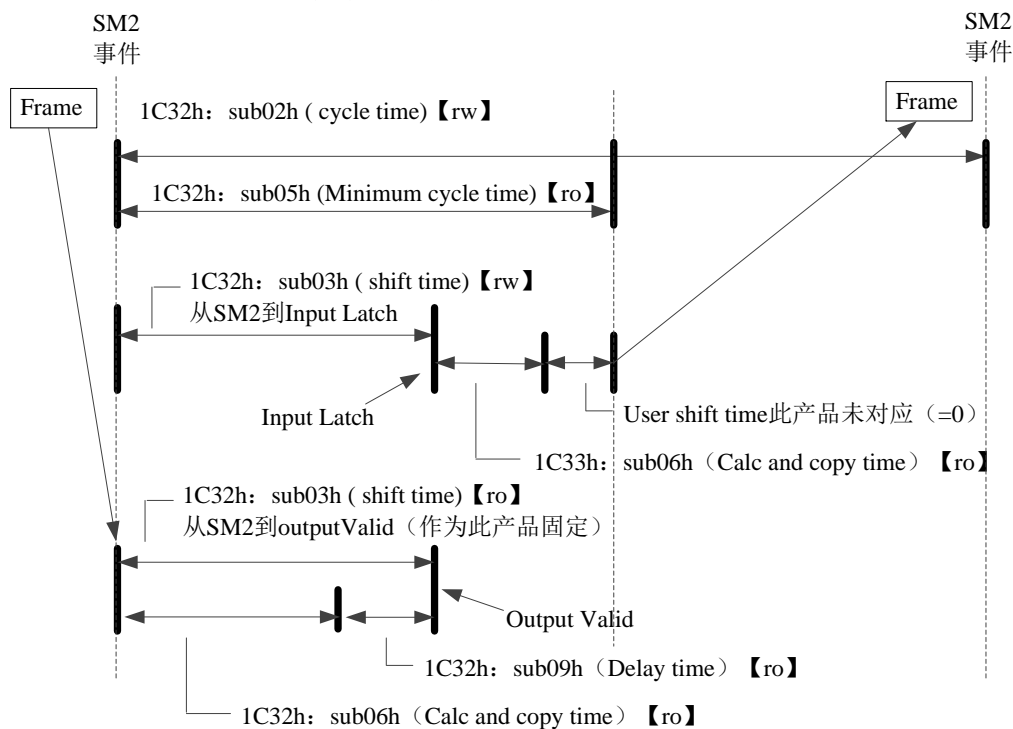 SM2
事件
SM2
事件
Frame
Frame
1C32h：sub02h ( cycle time)【rw】
1C32h：sub05h (Minimum cycle time)【ro】
1C32h：sub03h ( shift time)【rw】
从SM2到Input Latch
Input Latch
User shift time此产品未对应（=0）
1C33h：sub06h（Calc and copy time）【ro】
1C32h：sub03h ( shift time)【ro】
从SM2到outputValid（作为此产品固定）
Output Valid
1C32h：sub09h（Delay time）【ro】
1C32h：sub06h（Calc and copy time）【ro】